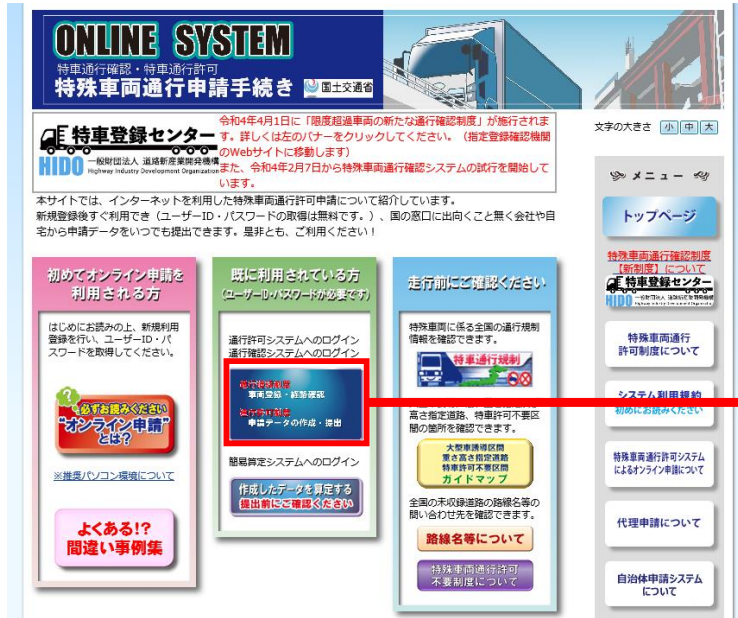 ONLINE SYSTEM
特車通行確認・特車通行許可
特殊車両通行申請手続き 国土交通省
特車登録センター
HIDO 一般財団法人 道路新産業開発機構
Highway Industry Development Organization
令和4年4月1日に「限度超過車両の新たな通行確認制度」が施行されま
す。詳しくは左のバナーをクリックしてください。（指定登録確認機関
のWebサイトに移動します）
また、令和4年2月7日から特殊車両通行確認システムの試行を開始して
います。
文字の大きさ 小 中 大
本サイトでは、インターネットを利用した特殊車両通行許可申請について紹介しています。
新規登録後すぐ利用でき（ユーザーID・パスワードの取得は無料です。）、国の窓口に出向くこと無く会社や自
宅から申請データをいつでも提出できます。是非とも、ご利用ください！
初めてオンライン申請を
利用される方
はじめにお読みの上、新規利用
登録を行い、ユーザーID・パ
スワードを取得してください。
必ずお読みください
"オンライン申請"
とは?
※推奨パソコン環境について
よくある!?
間違い事例集
既に利用されている方
(ユーザーID・パスワードが必要です)
通行許可システムへのログイン
通行確認システムへのログイン
車両登録・経路確認
申請データの作成・提出
簡易算定システムへのログイン
作成したデータを算定する
提出前にご確認ください
走行前にご確認ください
特殊車両に係る全国の通行規制
情報を確認できます。
特車通行規制
高さ指定道路、特車許可不要区
間の箇所を確認できます。
大型車誘導区間
重さ高さ指定道路
特車許可不要区間
ガイドマップ
全国の未収録道路の路線名等の
問い合わせ先を確認できます。
路線名等について
特殊車両通行許可
不要制度について
メニュー
トップページ
特殊車両通行確認制度
【新制度】について
特車登録センター
HIDO
特殊車両通行
許可制度について
システム利用規約
初めにお読みください
特殊車両通行許可システム
によるオンライン申請について
代理申請について
自治体申請システム
について